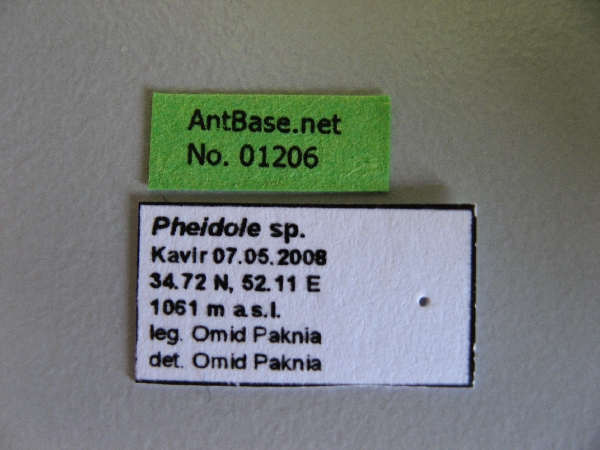 AntBase.net
No. 01206
Pheidole sp.
Kavir 07.05.2008
34.72 N, 52.11 E
1061 m a.s.l.
leg. Omid Paknia
det. Omid Paknia